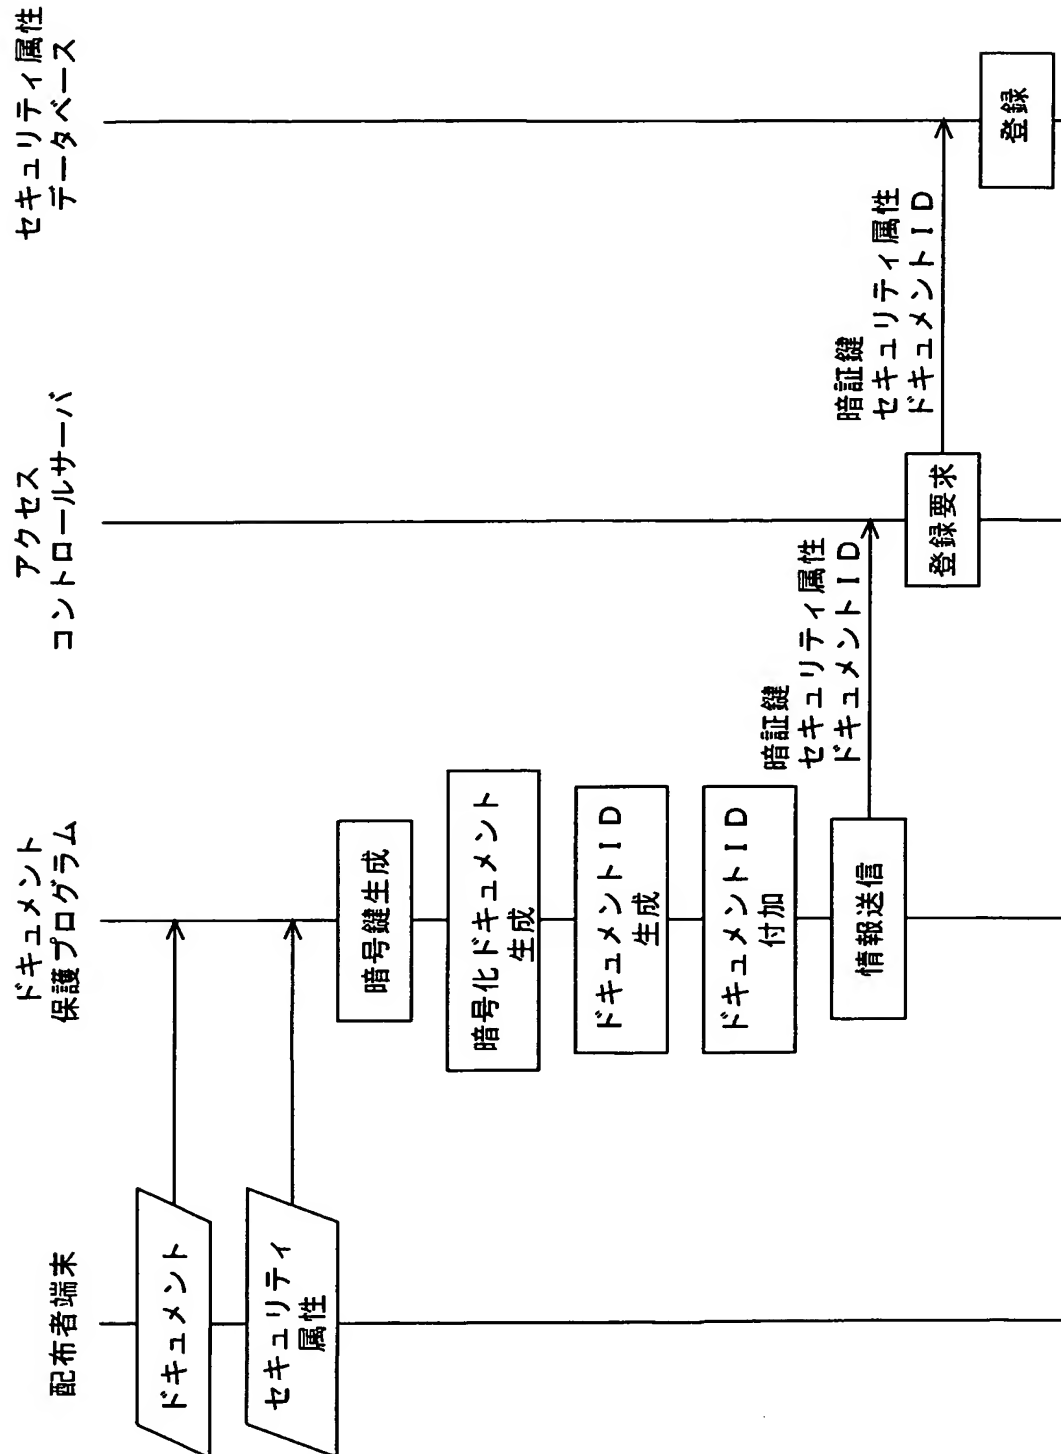 配布者端末
ドキュメント
保護プログラム
アクセス
コントロールサーバ
セキュリティ属性
データベース
ドキュメント
セキュリティ
属性
暗号鍵生成
暗号化ドキュメント
生成
ドキュメントID
生成
ドキュメントID
付加
情報送信
暗証鍵
セキュリティ属性
ドキュメントID
登録要求
暗証鍵
セキュリティ属性
ドキュメントID
登録